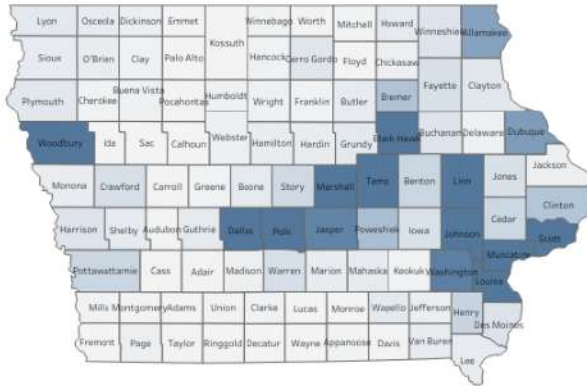 Lyon Osceola Dickinson Emmet Winnebago Worth Mitchell Howard Winneshiek Allamakee
Kossuth
Sioux O'Brien Clay Palo Alto Hancock Cerro Gordo Floyd Chickasaw
Fayette Clayton
Plymouth Cherokee Buena Vista Pocahontas Humboldt Wright Franklin Butler Bremer
Woodbury Ida Sac Calhoun Webster Hamilton Hardin Grundy Black Hawk Buchanan Delaware Dubuque
Jackson
Monona Crawford Carroll Greene Boone Story Marshall Tama Benton Linn Jones
Clinton
Harrison Shelby Audubon Guthrie Dallas Polk Jasper Poweshiek Iowa Johnson Cedar
Scott
Muscatine
Pottawattamie Cass Adair Madison Warren Marion Mahaska Keokuk Washington
Louisa
Mills Montgomery Adams Union Clarke Lucas Monroe Wapello Jefferson Henry
Des Moines
Fremont Page Taylor Ringgold Decatur Wayne Appanoose Davis Van Buren
Lee